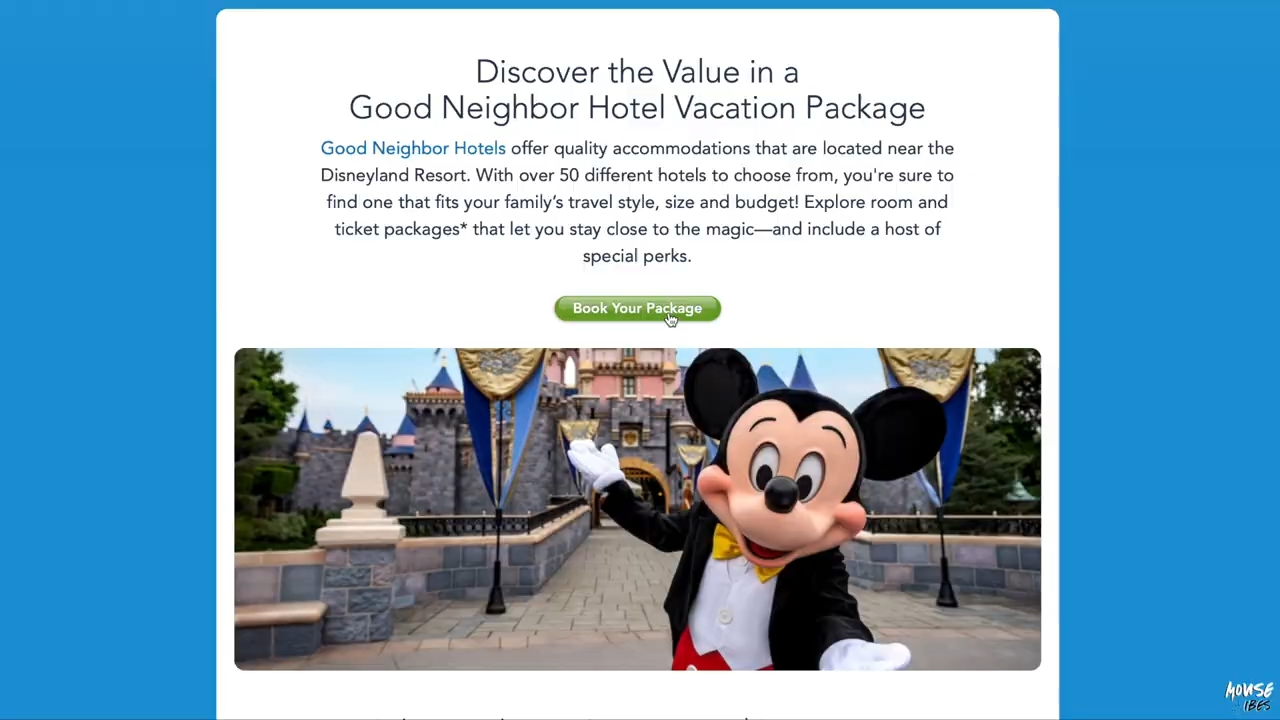 Discover the Value in a
Good Neighbor Hotel Vacation Package
Good Neighbor Hotels offer quality accommodations that are located near the
Disneyland Resort. With over 50 different hotels to choose from, you're sure to
find one that fits your family’s travel style, size and budget! Explore room and
ticket packages* that let you stay close to the magic—and include a host of
special perks.
Book Your Package
MOUSE